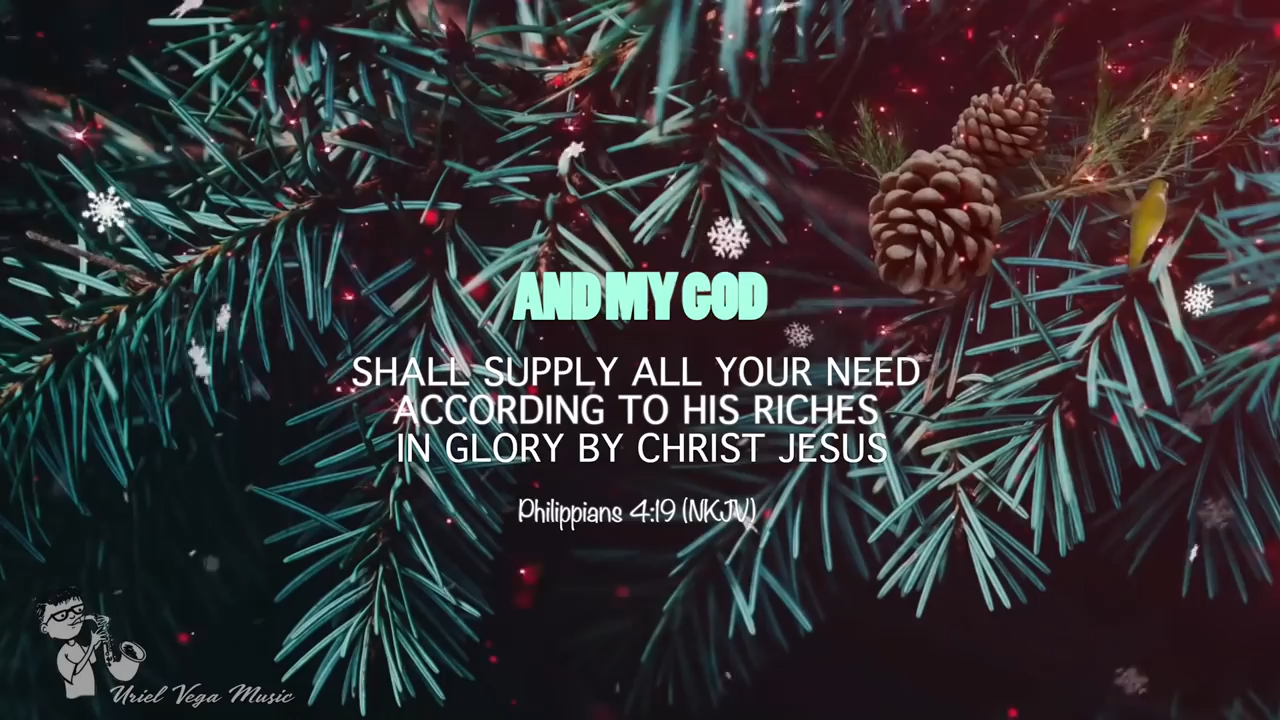 AND MY GOD
SHALL SUPPLY ALL YOUR NEED
ACCORDING TO HIS RICHES
IN GLORY BY CHRIST JESUS
Philippians 4:19 (NKJV)
Uriel Vega Music